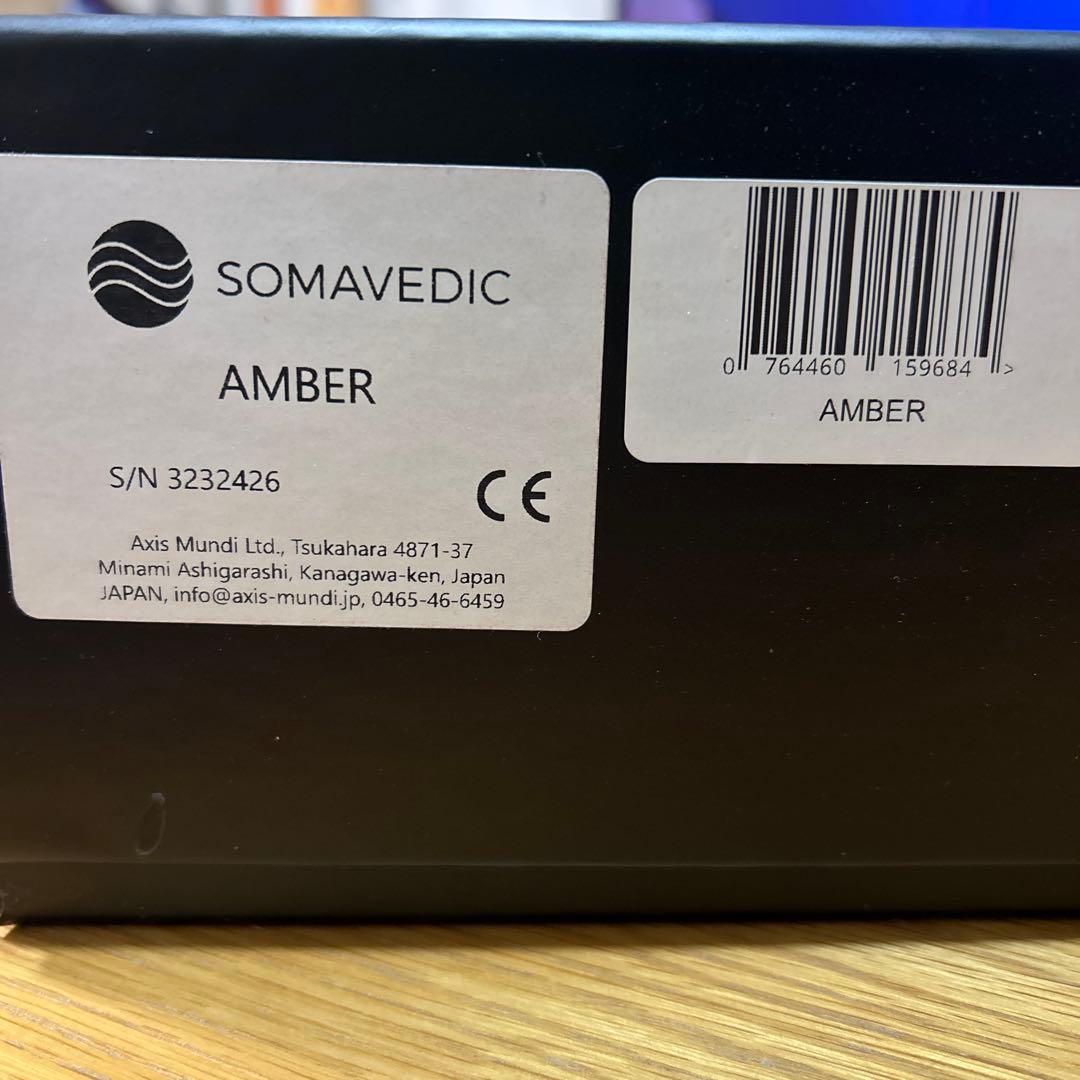 SOMAVEDIC
AMBER
S/N 3232426
CE
Axis Mundi Ltd., Tsukahara 4871-37
Minami Ashigarashi, Kanagawa-ken, Japan
JAPAN, info@axis-mundi.jp, 0465-46-6459
0 764460 159684 >
AMBER